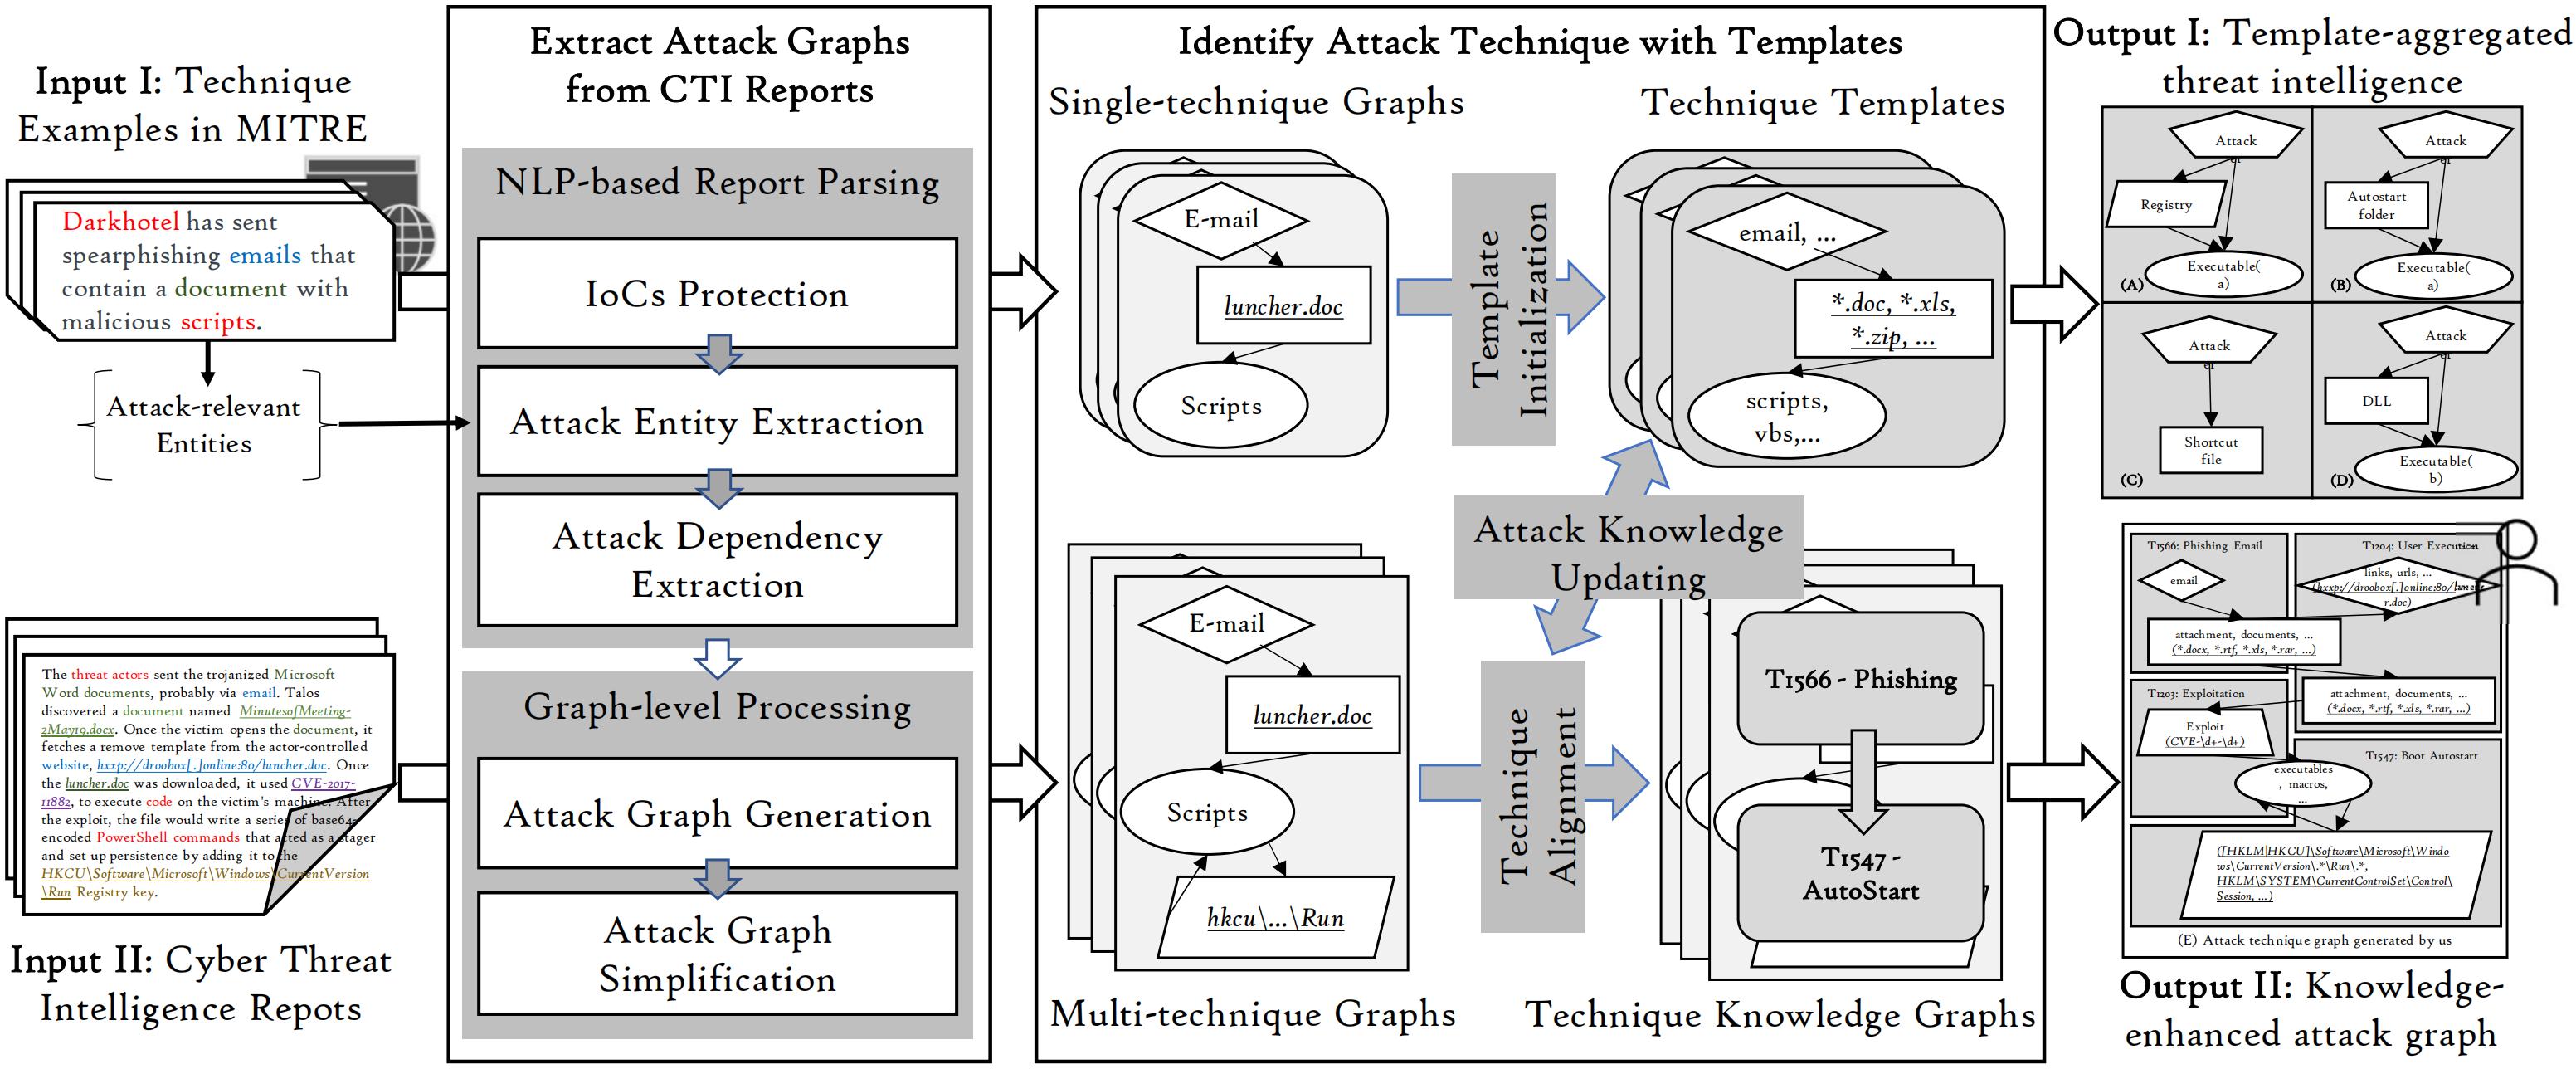 Input I: Technique
Examples in MITRE
Darkhotel has sent
spearphishing emails that
contain a document with
malicious scripts.
Attack-relevant
Entities
The threat actors sent the trojanized Microsoft
Word documents, probably via email. Talos
discovered a document named MinutesofMeeting-
2May19.docx. Once the victim opens the document, it
fetches a remove template from the actor-controlled
website, hxxp://droobox[.]online:80/luncher.doc. Once
the luncher.doc was downloaded, it used CVE-2017-
11882, to execute code on the victim's machine. After
the exploit, the file would write a series of base64-
encoded PowerShell commands that acted as a stager
and set up persistence by adding it to the
HKCU\Software\Microsoft\Windows\CurrentVersion
\Run Registry key.
Input II: Cyber Threat
Intelligence Repots
Extract Attack Graphs
from CTI Reports
NLP-based Report Parsing
IoCs Protection
Attack Entity Extraction
Attack Dependency
Extraction
Graph-level Processing
Attack Graph Generation
Attack Graph
Simplification
Identify Attack Technique with Templates
Single-technique Graphs
E-mail
luncher.doc
Scripts
Template
Initialization
Technique Templates
email, ...
*.doc, *.xls,
*.zip, ...
scripts,
vbs,...
Attack Knowledge
Updating
E-mail
luncher.doc
Scripts
hkcu\...\Run
Multi-technique Graphs
Technique
Alignment
T1566 - Phishing
T1547 -
AutoStart
Technique Knowledge Graphs
Output I: Template-aggregated
threat intelligence
Attack
er
Registry
Executable(
a)
(A)
Attack
er
Autostart
folder
Executable(
a)
(B)
Attack
er
Shortcut
file
(C)
Attack
er
DLL
Executable(
b)
(D)
T1566: Phishing Email
email
attachment, documents, ...
(*.docx, *.rtf, *.xls, *.rar, ...)
T1204: User Execution
links, urls, ...
(hxxp://droobox[.]online:80/lunche
r.doc)
attachment, documents, ...
(*.docx, *.rtf, *.xls, *.rar, ...)
T1203: Exploitation
Exploit
(CVE-\d+-\d+)
T1547: Boot Autostart
executables
, macros,
...
([HKLM|HKCU]\Software\Microsoft\Windo
ws\CurrentVersion\.*\Run\.*,
HKLM\SYSTEM\CurrentControlSet\Control\
Session, ...)
(E) Attack technique graph generated by us
Output II: Knowledge-
enhanced attack graph